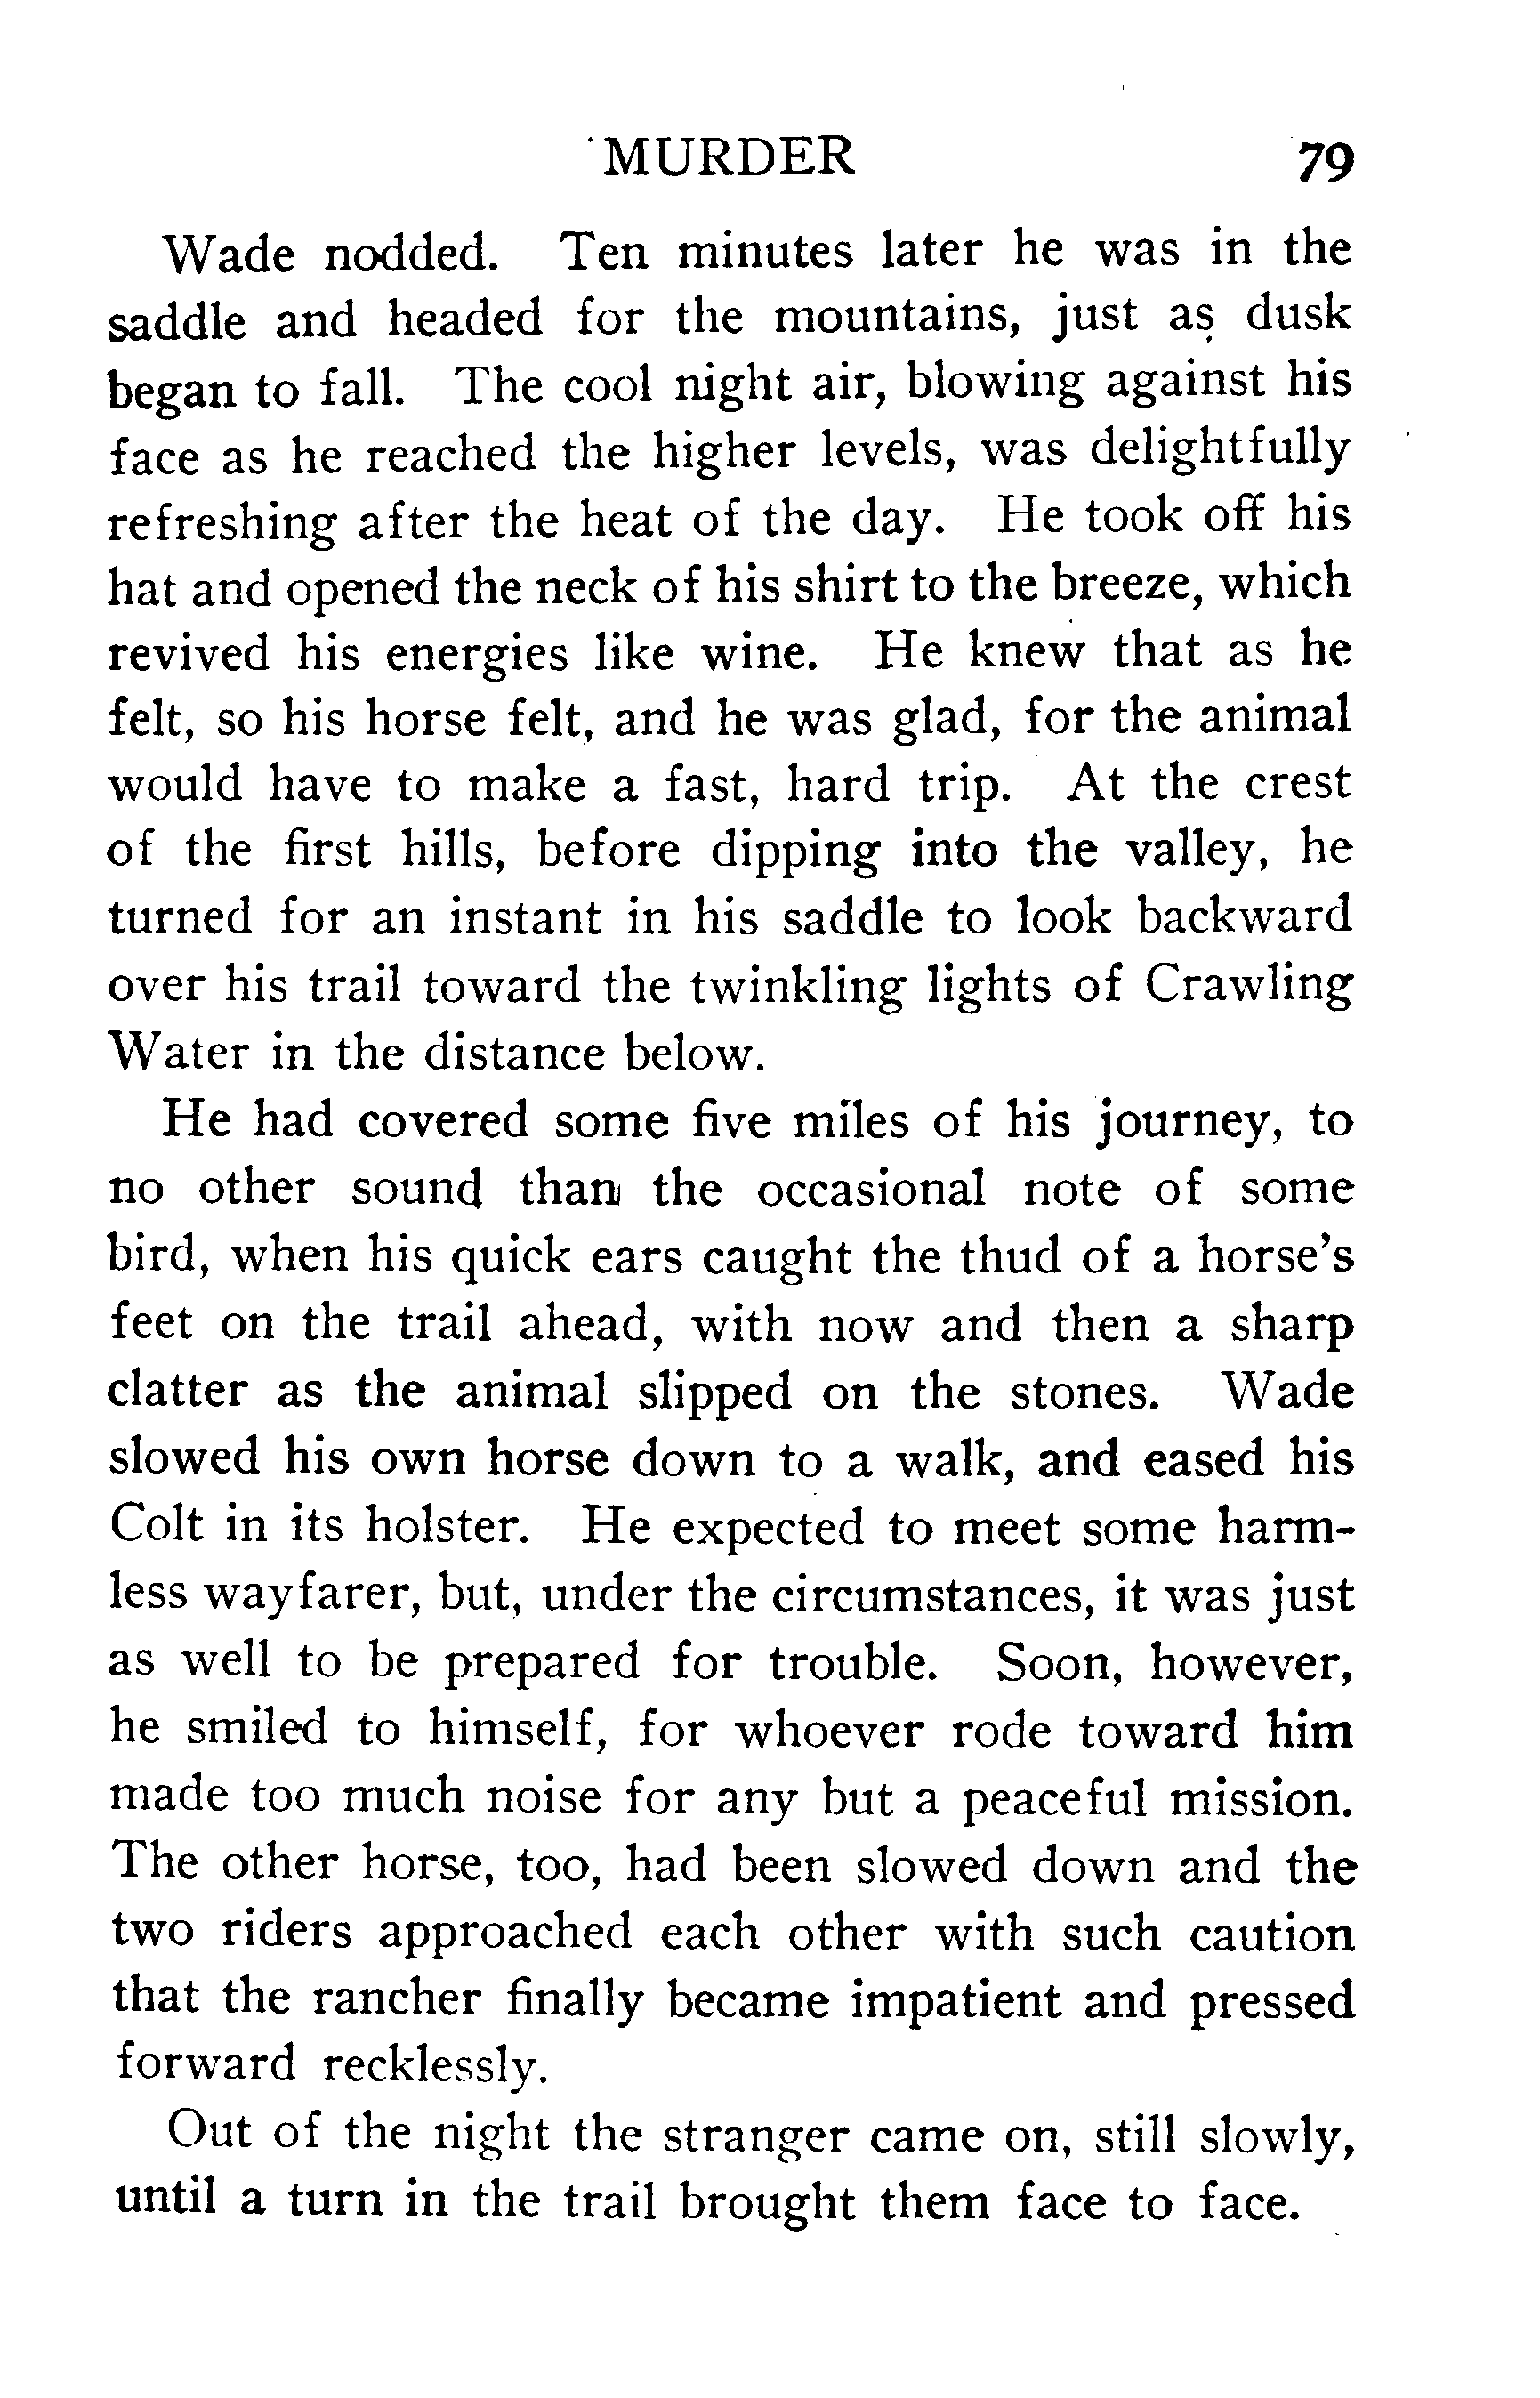 MURDER 79
Wade nodded. Ten minutes later he was in the
saddle and headed for the mountains, just as dusk
began to fall. The cool night air, blowing against his
face as he reached the higher levels, was delightfully
refreshing after the heat of the day. He took off his
hat and opened the neck of his shirt to the breeze, which
revived his energies like wine. He knew that as he
felt, so his horse felt, and he was glad, for the animal
would have to make a fast, hard trip. At the crest
of the first hills, before dipping into the valley, he
turned for an instant in his saddle to look backward
over his trail toward the twinkling lights of Crawling
Water in the distance below.
He had covered some five miles of his journey, to
no other sound than the occasional note of some
bird, when his quick ears caught the thud of a horse's
feet on the trail ahead, with now and then a sharp
clatter as the animal slipped on the stones. Wade
slowed his own horse down to a walk, and eased his
Colt in its holster. He expected to meet some harm-
less wayfarer, but, under the circumstances, it was just
as well to be prepared for trouble. Soon, however,
he smiled to himself, for whoever rode toward him
made too much noise for any but a peaceful mission.
The other horse, too, had been slowed down and the
two riders approached each other with such caution
that the rancher finally became impatient and pressed
forward recklessly.
Out of the night the stranger came on, still slowly,
until a turn in the trail brought them face to face.